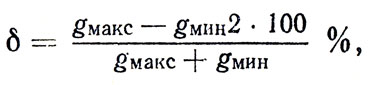 δ = (gмакс — gмин2 · 100) / (gмакс + gмин) %,